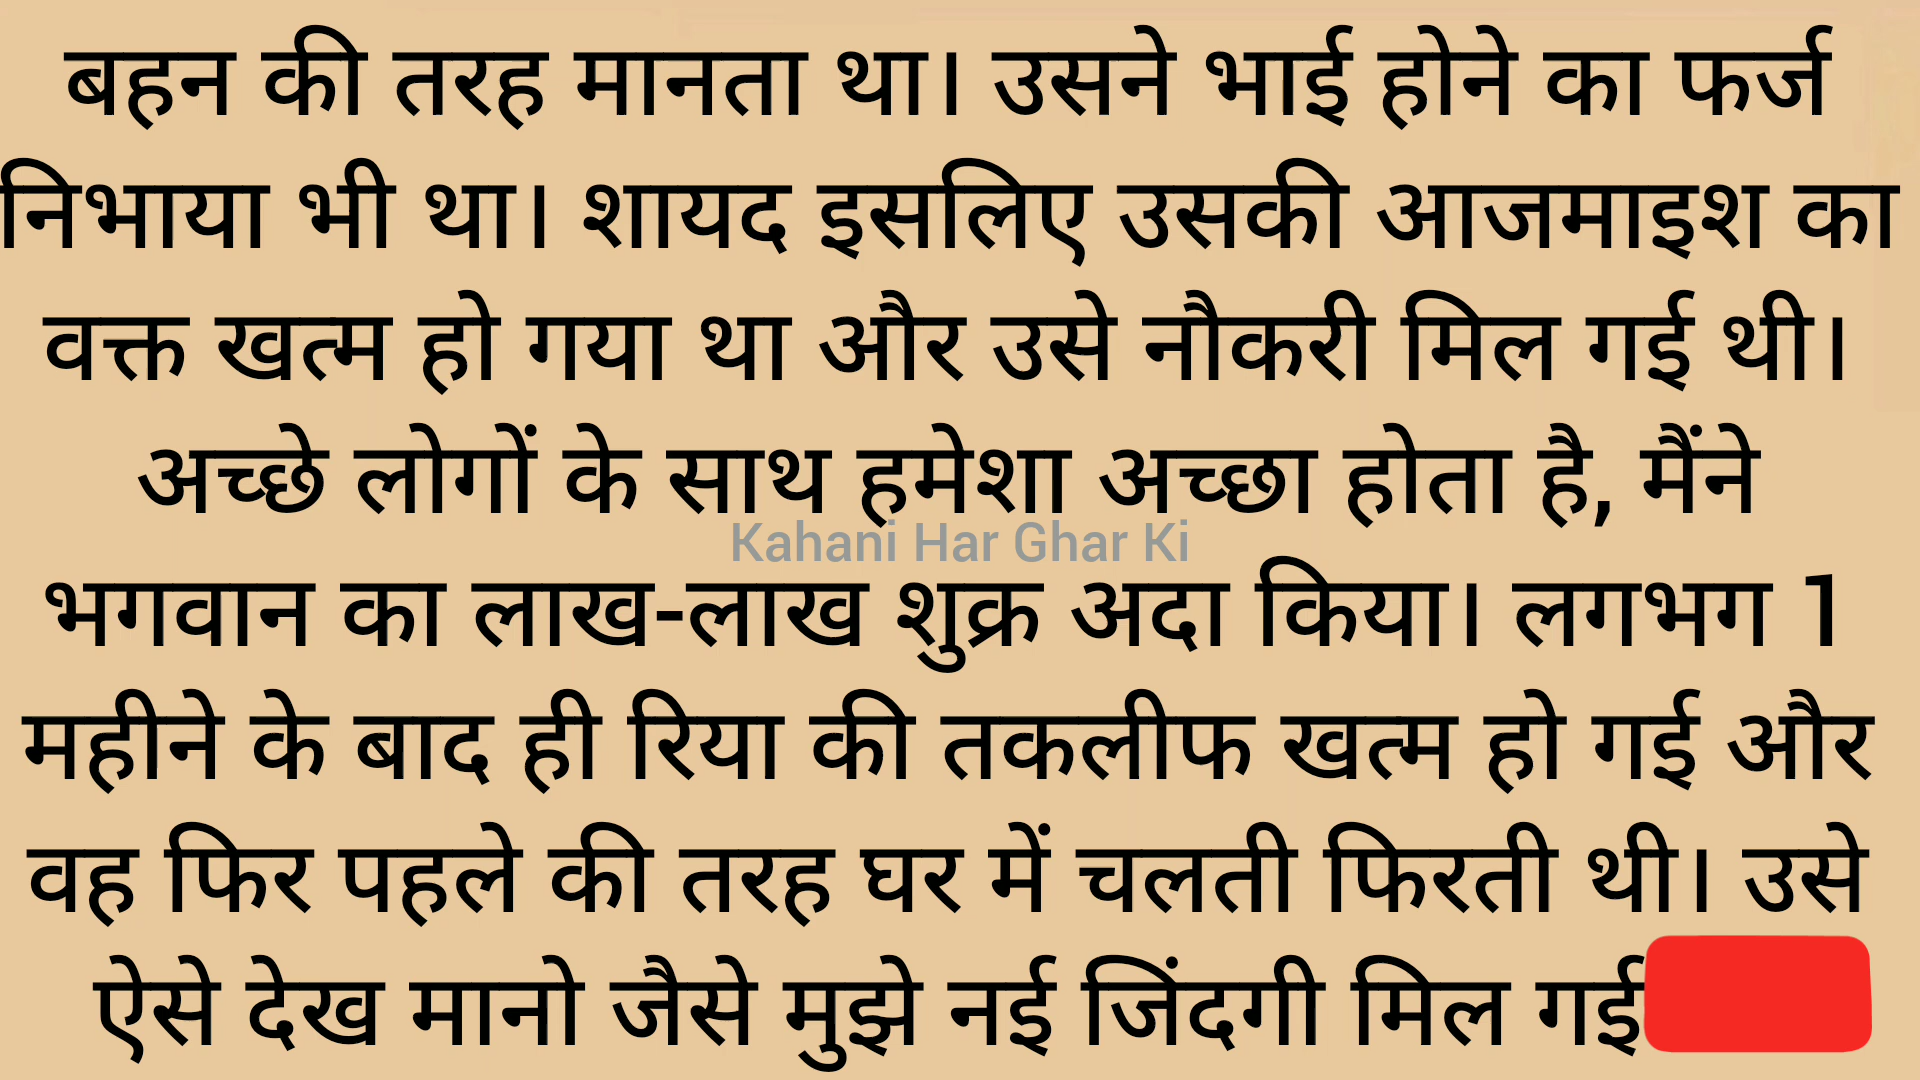 बहन की तरह मानता था। उसने भाई होने का फर्ज
निभाया भी था। शायद इसलिए उसकी आजमाइश का
वक्त खत्म हो गया था और उसे नौकरी मिल गई थी।
अच्छे लोगों के साथ हमेशा अच्छा होता है, मैंने
Kahani Har Ghar Ki
भगवान का लाख-लाख शुक्र अदा किया। लगभग 1
महीने के बाद ही रिया की तकलीफ खत्म हो गई और
वह फिर पहले की तरह घर में चलती फिरती थी। उसे
ऐसे देख मानो जैसे मुझे नई जिंदगी मिल गई